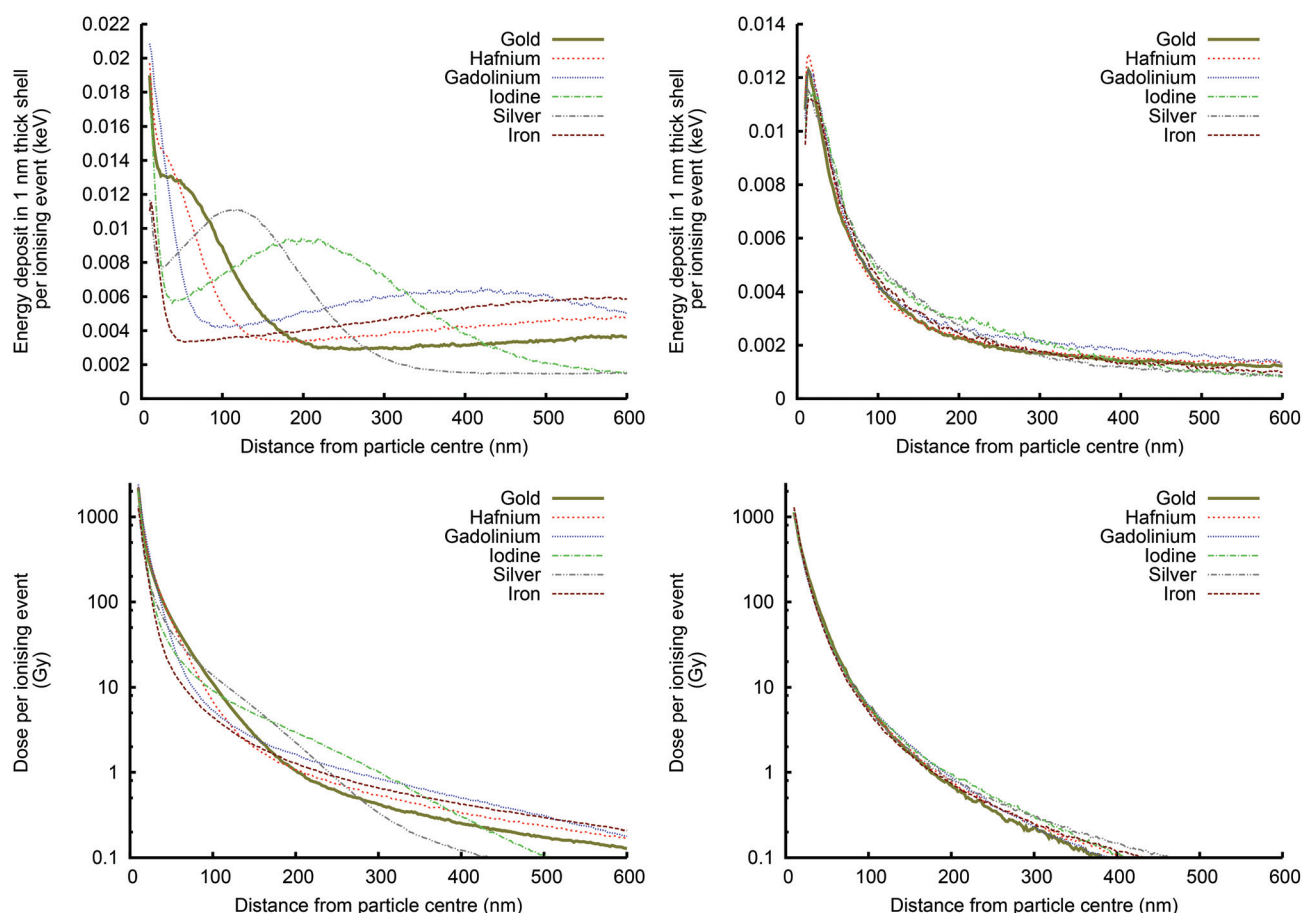 Energy deposit in 1 nm thick shell
per ionising event (keV)
0.022
0.02
0.018
0.016
0.014
0.012
0.01
0.008
0.006
0.004
0.002
0
Gold
Hafnium
Gadolinium
Iodine
Silver
Iron
0 100 200 300 400 500 600
Distance from particle centre (nm)
Energy deposit in 1 nm thick shell
per ionising event (keV)
0.014
0.012
0.01
0.008
0.006
0.004
0.002
0
Gold
Hafnium
Gadolinium
Iodine
Silver
Iron
0 100 200 300 400 500 600
Distance from particle centre (nm)
Dose per ionising event
(Gy)
1000
100
10
1
0.1
Gold
Hafnium
Gadolinium
Iodine
Silver
Iron
0 100 200 300 400 500 600
Distance from particle centre (nm)
Dose per ionising event
(Gy)
1000
100
10
1
0.1
Gold
Hafnium
Gadolinium
Iodine
Silver
Iron
0 100 200 300 400 500 600
Distance from particle centre (nm)